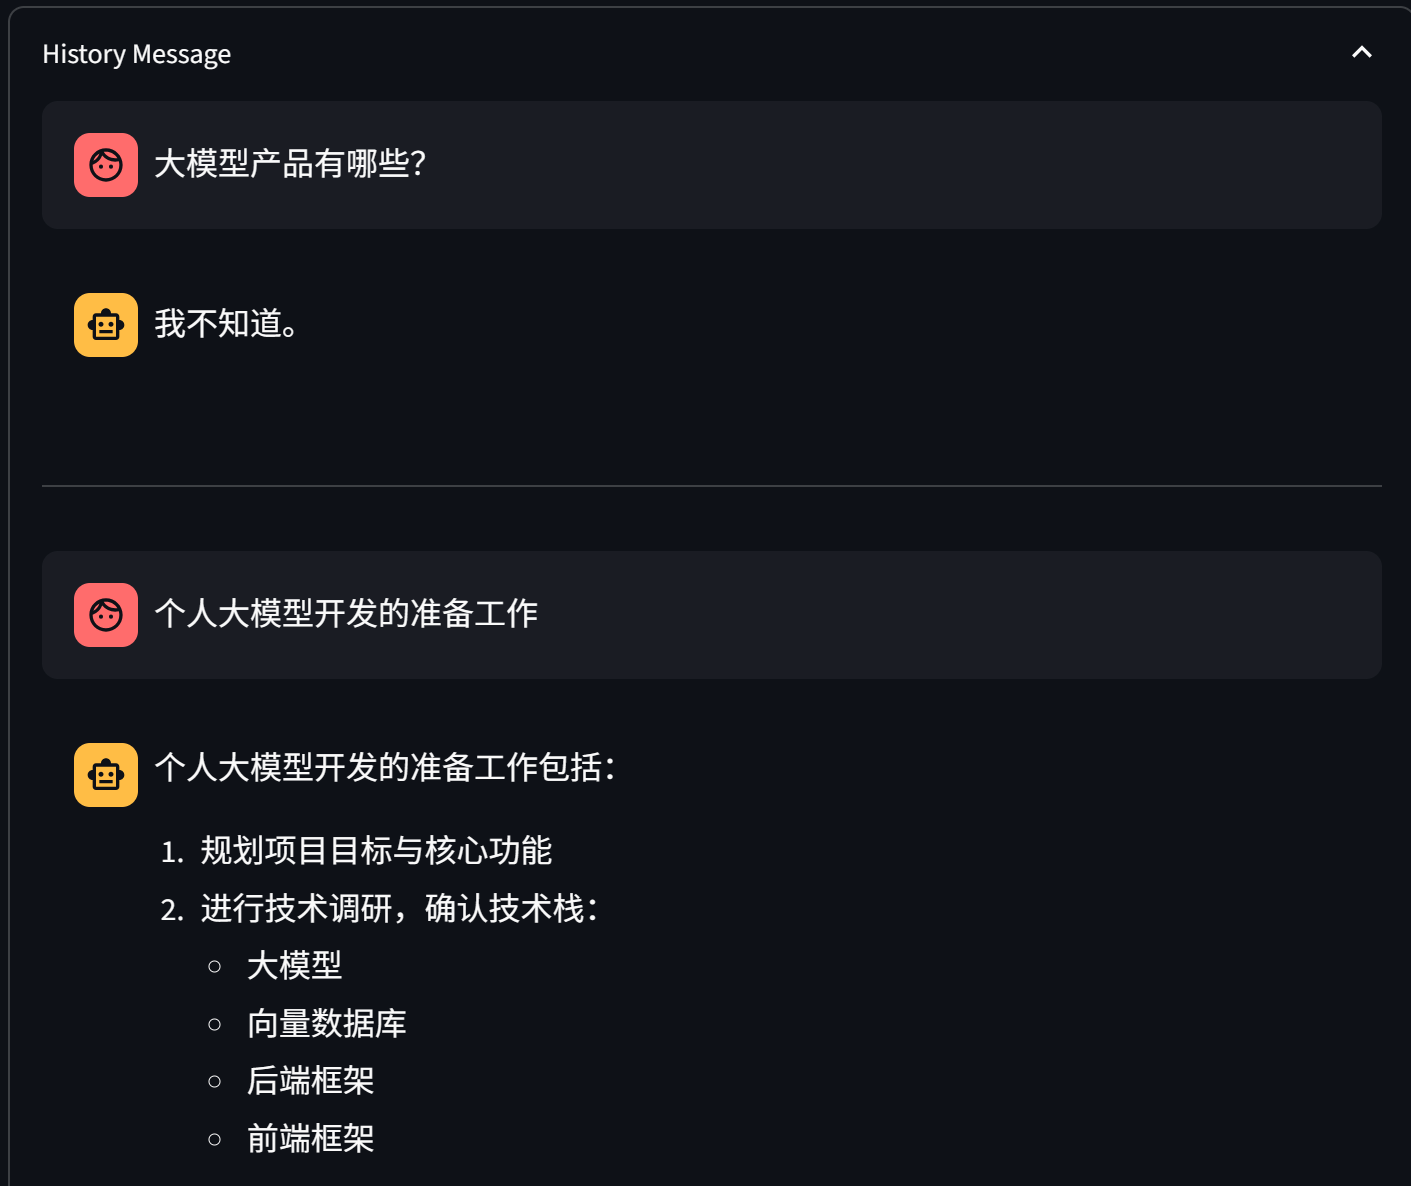 History Message
大模型产品有哪些？
我不知道。
个人大模型开发的准备工作
个人大模型开发的准备工作包括：
1. 规划项目目标与核心功能
2. 进行技术调研，确认技术栈：
○ 大模型
○ 向量数据库
○ 后端框架
○ 前端框架